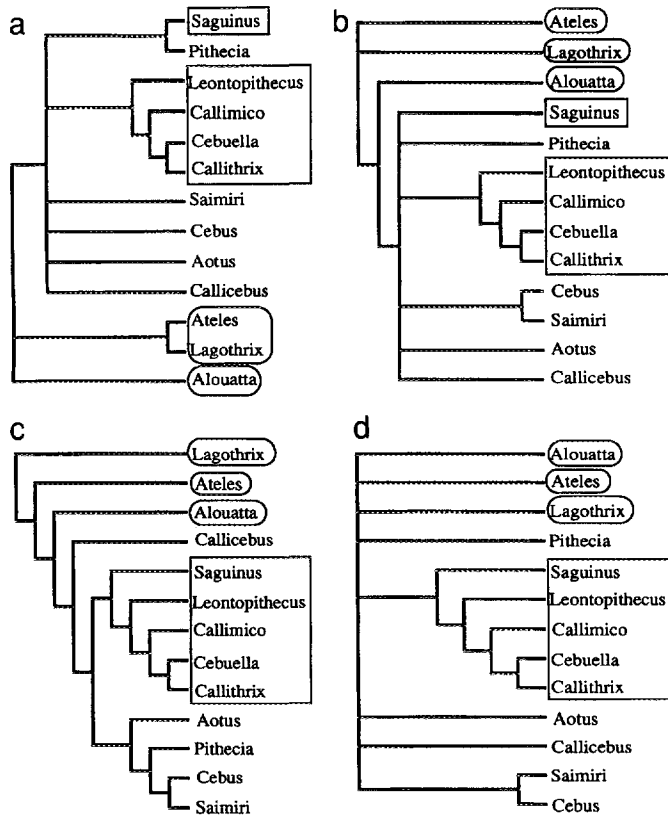 a
Saguinus
Pithecia
Leontopithecus
Callimico
Cebuella
Callithrix
Saimiri
Cebus
Aotus
Callicebus
Ateles
Lagothrix
Alouatta
b
Ateles
Lagothrix
Alouatta
Saguinus
Pithecia
Leontopithecus
Callimico
Cebuella
Callithrix
Cebus
Saimiri
Aotus
Callicebus
c
Lagothrix
Ateles
Alouatta
Callicebus
Saguinus
Leontopithecus
Callimico
Cebuella
Callithrix
Aotus
Pithecia
Cebus
Saimiri
d
Alouatta
Ateles
Lagothrix
Pithecia
Saguinus
Leontopithecus
Callimico
Cebuella
Callithrix
Aotus
Callicebus
Saimiri
Cebus